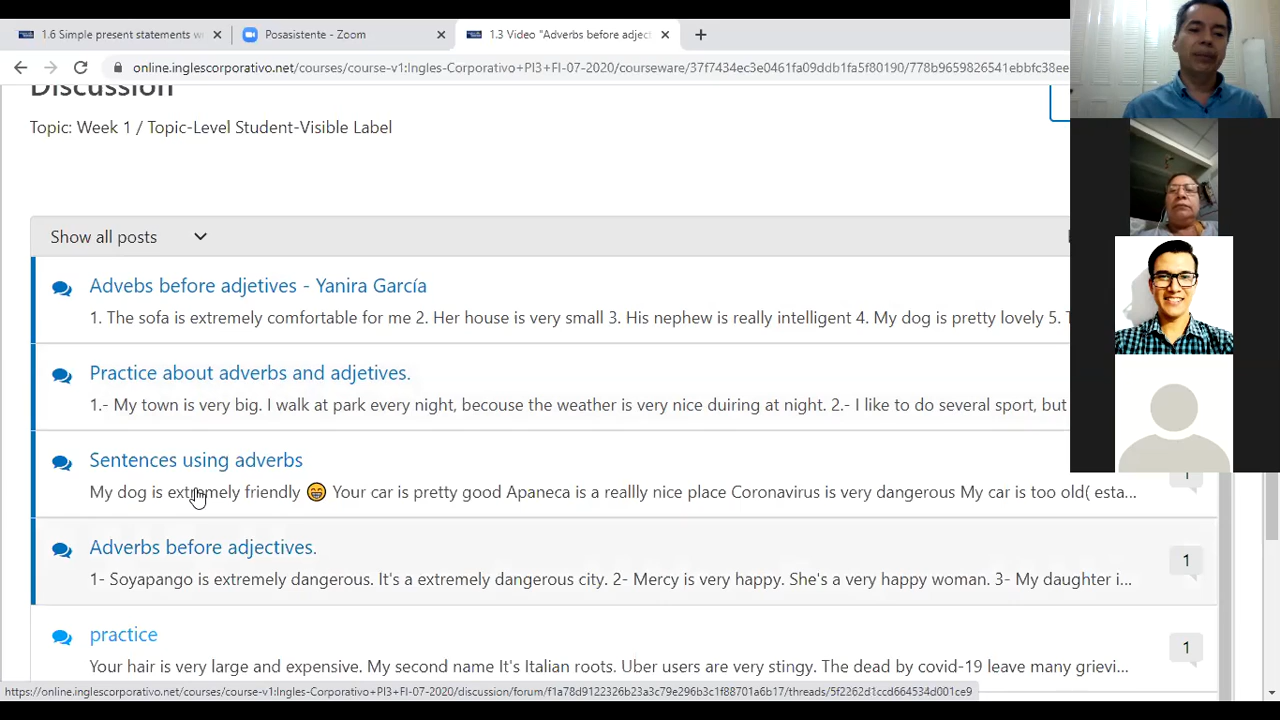 1.6 Simple present statements w
Posasistente - Zoom
1.3 Video "Adverbs before adject
online.inglescorporativo.net/courses/course-v1:Ingles-Corporativo+PI3+FI-07-2020/courseware/37f7434ec3e0461fa09ddb1fa5f80190/778b9659826541ebbfc38ee
Discussion
Topic: Week 1 / Topic-Level Student-Visible Label
Show all posts
Advebs before adjetives - Yanira García
1. The sofa is extremely comfortable for me 2. Her house is very small 3. His nephew is really intelligent 4. My dog is pretty lovely 5. T
Practice about adverbs and adjetives.
1.- My town is very big. I walk at park every night, becouse the weather is very nice duiring at night. 2.- I like to do several sport, but
Sentences using adverbs
My dog is extremely friendly 😁 Your car is pretty good Apaneca is a reallly nice place Coronavirus is very dangerous My car is too old( esta...
1
Adverbs before adjectives.
1- Soyapango is extremely dangerous. It's a extremely dangerous city. 2- Mercy is very happy. She's a very happy woman. 3- My daughter i...
1
practice
Your hair is very large and expensive. My second name It's Italian roots. Uber users are very stingy. The dead by covid-19 leave many grievi...
1
https://online.inglescorporativo.net/courses/course-v1:Ingles-Corporativo+PI3+FI-07-2020/discussion/forum/f1a78d9122326b23a3c79e296b3c1f88701a6b17/threads/5f2262d1ccd664534d001ce9